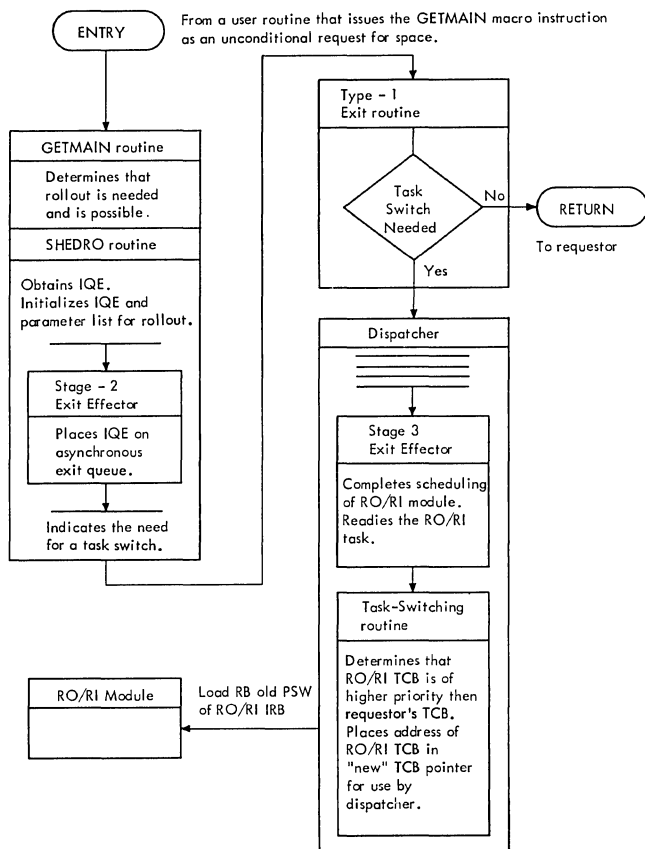 ENTRY
From a user routine that issues the GETMAIN macro instruction
as an unconditional request for space.
GETMAIN routine
Determines that
rollout is needed
and is possible.
SHEDRO routine
Obtains IQE.
Initializes IQE and
parameter list for rollout.
Stage - 2
Exit Effector
Places IQE on
asynchronous
exit queue.
Indicates the need
for a task switch.
Type - 1
Exit routine
Task
Switch
Needed
No
RETURN
To requestor
Yes
Dispatcher
Stage 3
Exit Effector
Completes scheduling
of RO/RI module.
Readies the RO/RI
task.
Task-Switching
routine
Determines that
RO/RI TCB is of
higher priority then
requestor's TCB.
Places address of
RO/RI TCB in
"new" TCB pointer
for use by
dispatcher.
Load RB old PSW
of RO/RI IRB
RO/RI Module